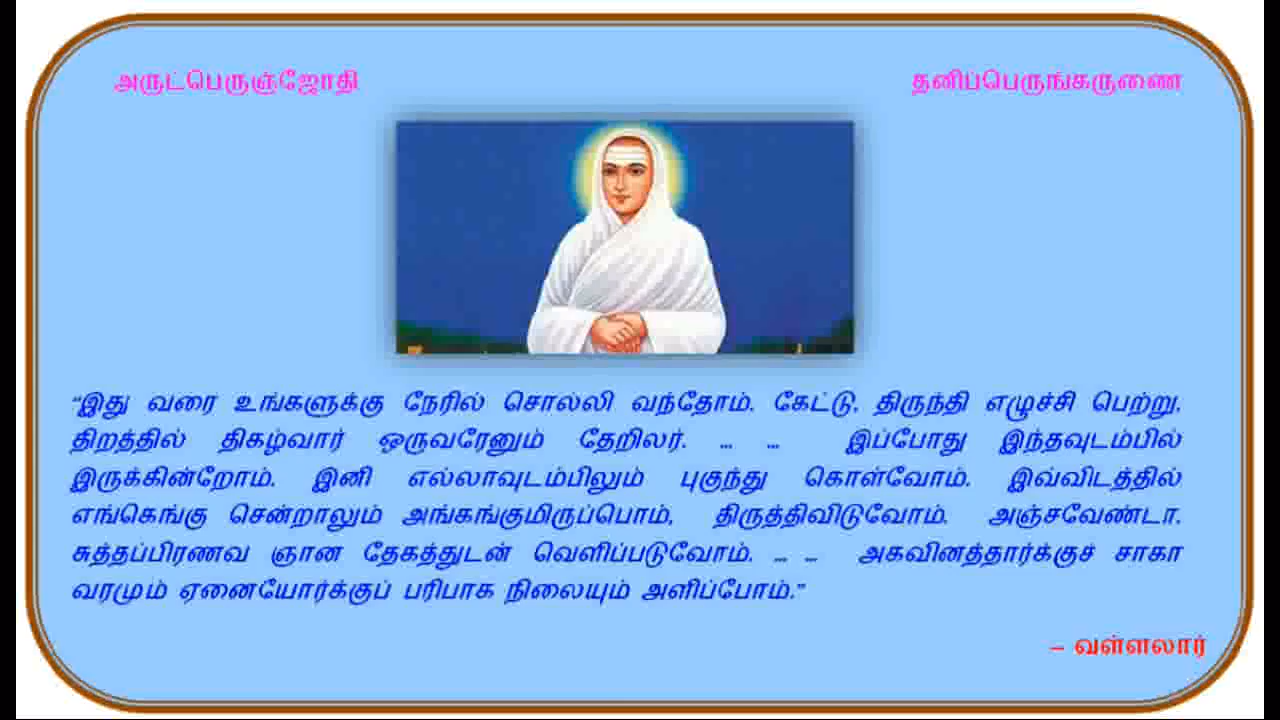 அருட்பெருஞ்ஜோதி தனிப்பெருங்கருணை
“இது வரை உங்களுக்கு நேரில் சொல்லி வந்தோம். கேட்டு, திருந்தி எழுச்சி பெற்று,
திறத்தில் திகழ்வார் ஒருவரேனும் தேறிலர். ... ... இப்போது இந்தவுடம்பில்
இருக்கின்றோம். இனி எல்லாவுடம்பிலும் புகுந்து கொள்வோம். இவ்விடத்தில்
எங்கெங்கு சென்றாலும் அங்கங்குமிருப்பொம், திருத்திவிடுவோம். அஞ்சவேண்டா.
சுத்தப்பிரணவ ஞான தேகத்துடன் வெளிப்படுவோம். ... ... அகவினத்தார்க்குச் சாகா
வரமும் ஏனையோர்க்குப் பரிபாக நிலையும் அளிப்போம்.”
– வள்ளலார்